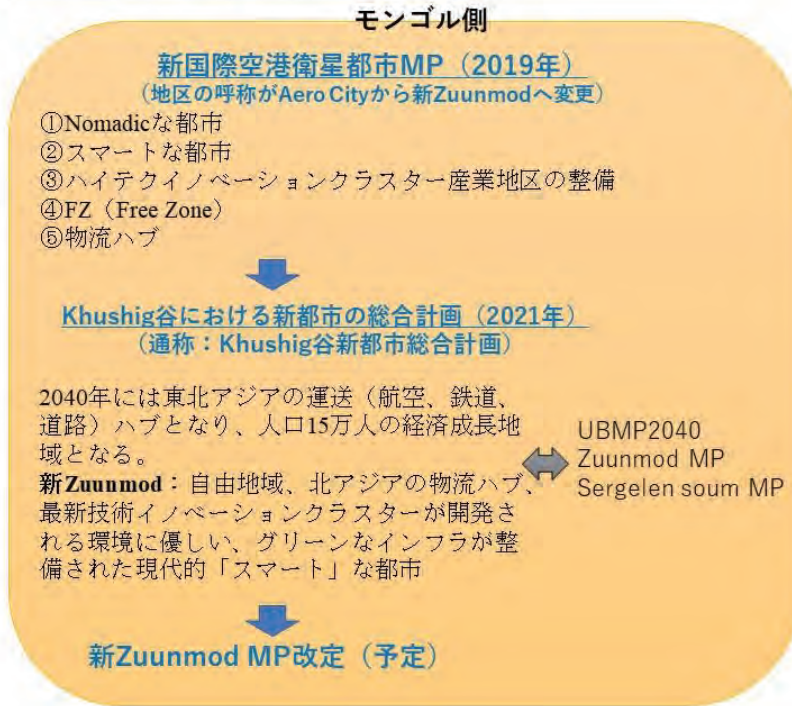 モンゴル側
新国際空港衛星都市MP（2019年）
（地区の呼称がAero Cityから新Zuunmodへ変更）
①Nomadicな都市
②スマートな都市
③ハイテクイノベーションクラスター産業地区の整備
④FZ（Free Zone）
⑤物流ハブ
Khushig谷における新都市の総合計画（2021年）
（通称：Khushig谷新都市総合計画）
2040年には東北アジアの運送（航空、鉄道、
道路）ハブとなり、人口15万人の経済成長地
域となる。
新Zuunmod：自由地域、北アジアの物流ハブ、
最新技術イノベーションクラスターが開発さ
れる環境に優しい、グリーンなインフラが整
備された現代的「スマート」な都市
UBMP2040
Zuunmod MP
Sergelen soum MP
新Zuunmod MP改定（予定）